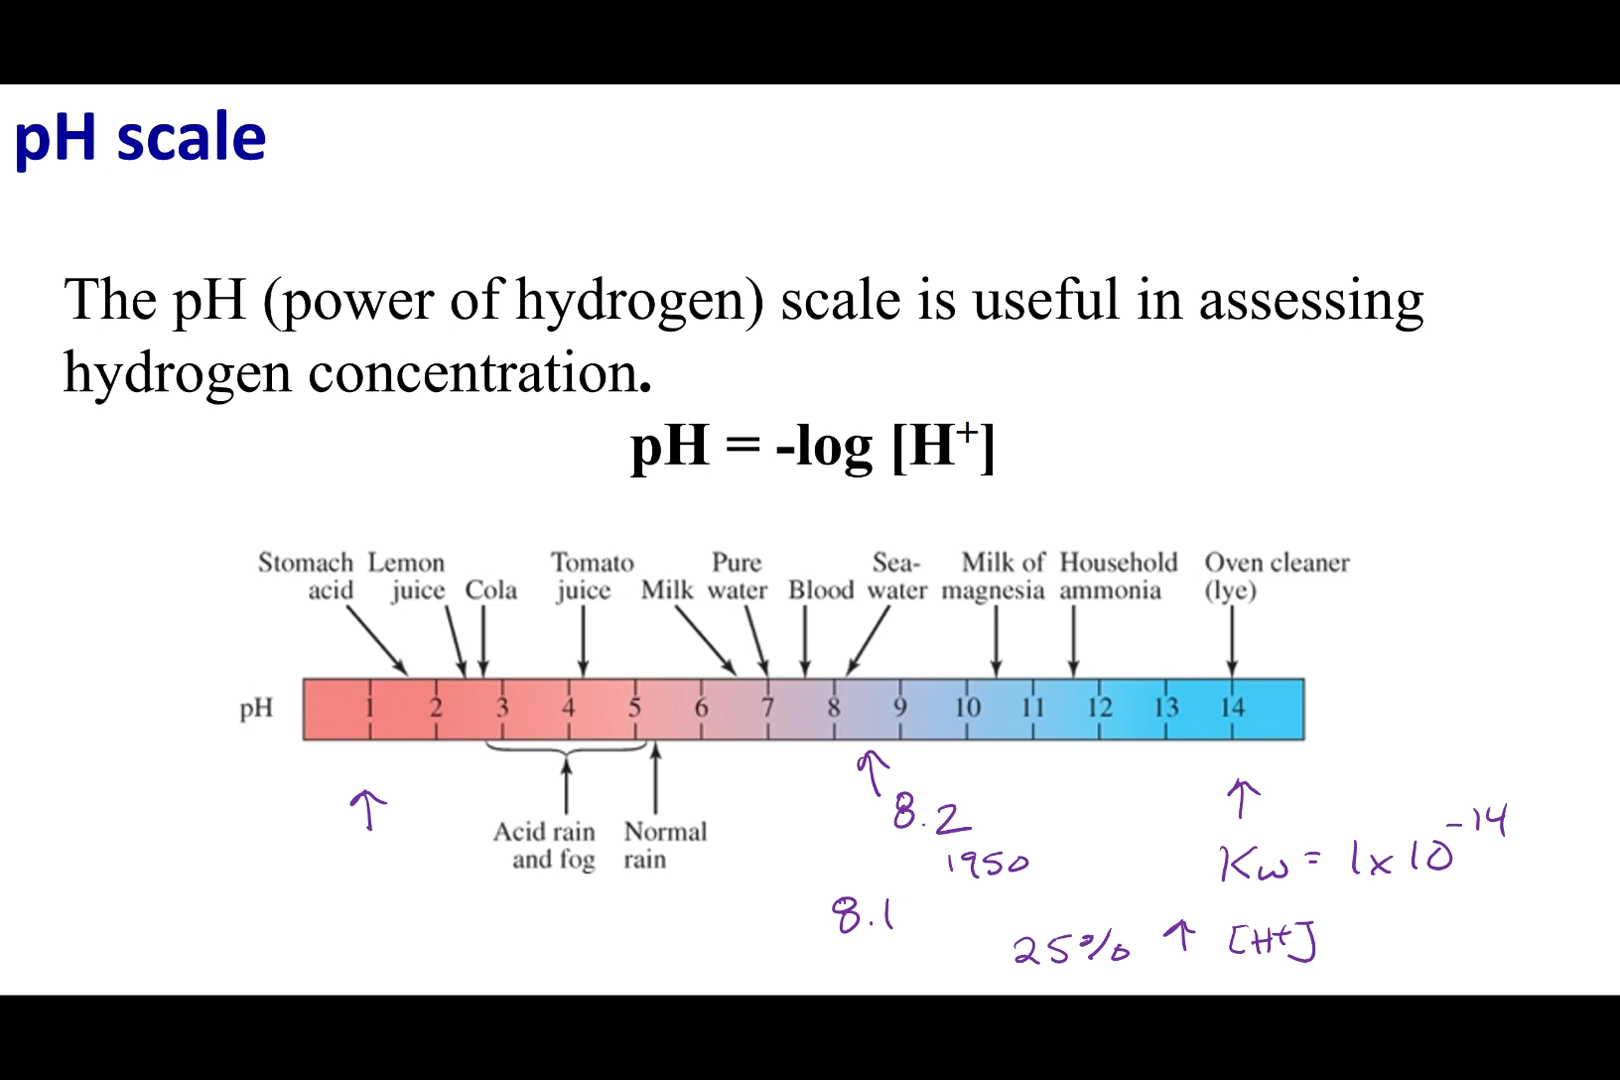 pH scale
The pH (power of hydrogen) scale is useful in assessing
hydrogen concentration.
pH = -log [H⁺]
Stomach acid
Lemon juice
Cola
Tomato juice
Milk
Pure water
Blood
Sea-
water
Milk of magnesia
Household ammonia
Oven cleaner (lye)
pH 1 2 3 4 5 6 7 8 9 10 11 12 13 14
Acid rain and fog
Normal rain
↑
↑
8.2
1950
8.1
↑
Kw = 1x10⁻¹⁴
25% ↑ [H+]